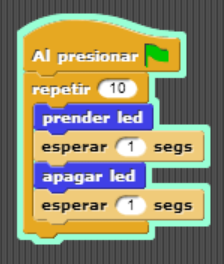 Al presionar
repetir 10
prender led
esperar 1 segs
apagar led
esperar 1 segs